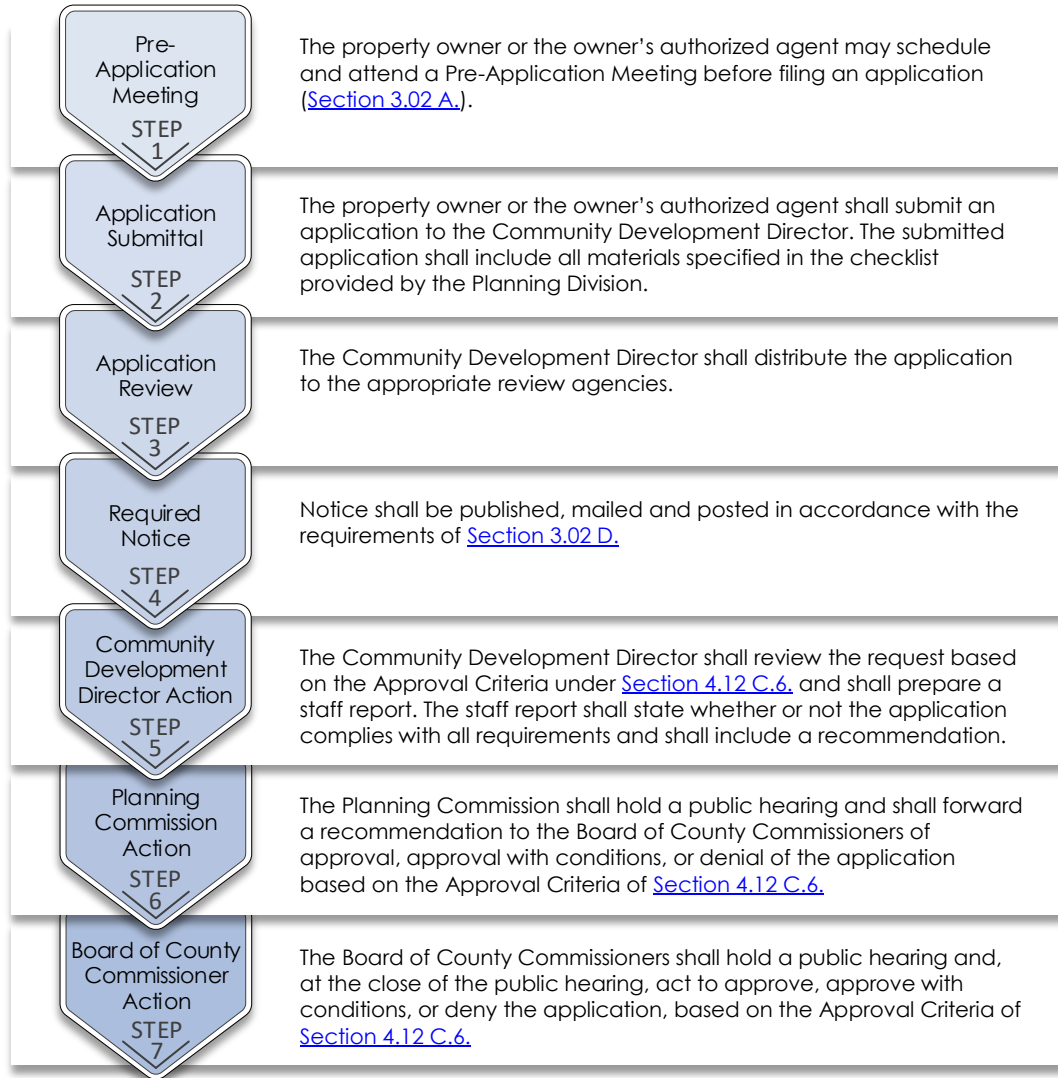 Pre-
Application
Meeting
STEP
1
The property owner or the owner’s authorized agent may schedule
and attend a Pre-Application Meeting before filing an application
(Section 3.02 A.).
Application
Submittal
STEP
2
The property owner or the owner’s authorized agent shall submit an
application to the Community Development Director. The submitted
application shall include all materials specified in the checklist
provided by the Planning Division.
Application
Review
STEP
3
The Community Development Director shall distribute the application
to the appropriate review agencies.
Required
Notice
STEP
4
Notice shall be published, mailed and posted in accordance with the
requirements of Section 3.02 D.
Community
Development
Director Action
STEP
5
The Community Development Director shall review the request based
on the Approval Criteria under Section 4.12 C.6. and shall prepare a
staff report. The staff report shall state whether or not the application
complies with all requirements and shall include a recommendation.
Planning
Commission
Action
STEP
6
The Planning Commission shall hold a public hearing and shall forward
a recommendation to the Board of County Commissioners of
approval, approval with conditions, or denial of the application
based on the Approval Criteria of Section 4.12 C.6.
Board of County
Commissioner
Action
STEP
7
The Board of County Commissioners shall hold a public hearing and,
at the close of the public hearing, act to approve, approve with
conditions, or deny the application, based on the Approval Criteria of
Section 4.12 C.6.